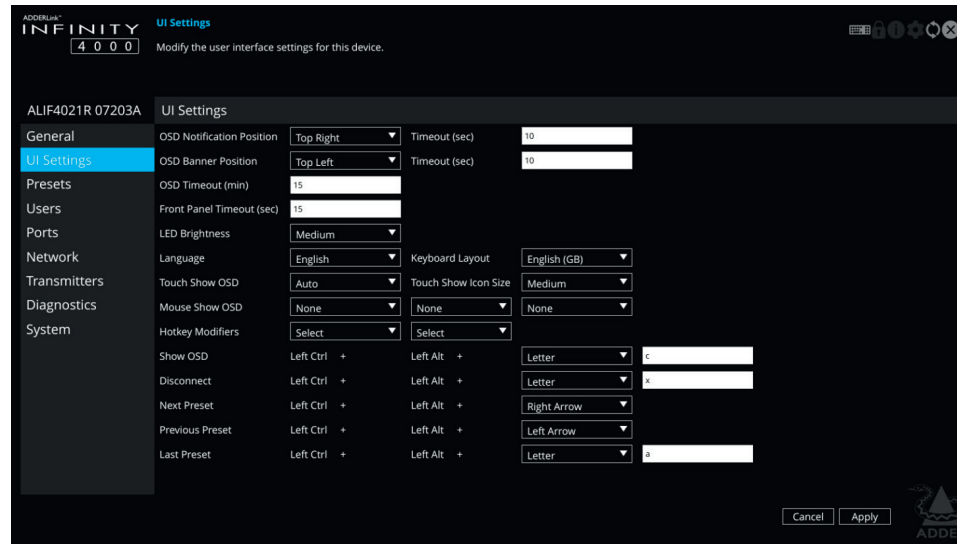 ADDERLink™
INFINITY
4000
UI Settings
Modify the user interface settings for this device.
ALIF4021R 07203A
UI Settings
General
UI Settings
Presets
Users
Ports
Network
Transmitters
Diagnostics
System
OSD Notification Position Top Right Timeout (sec) 10
OSD Banner Position Top Left Timeout (sec) 10
OSD Timeout (min) 15
Front Panel Timeout (sec) 15
LED Brightness Medium
Language English Keyboard Layout English (GB)
Touch Show OSD Auto Touch Show Icon Size Medium
Mouse Show OSD None None None
Hotkey Modifiers Select Select
Show OSD Left Ctrl + Left Alt + Letter c
Disconnect Left Ctrl + Left Alt + Letter x
Next Preset Left Ctrl + Left Alt + Right Arrow
Previous Preset Left Ctrl + Left Alt + Left Arrow
Last Preset Left Ctrl + Left Alt + Letter a
Cancel Apply
ADDE